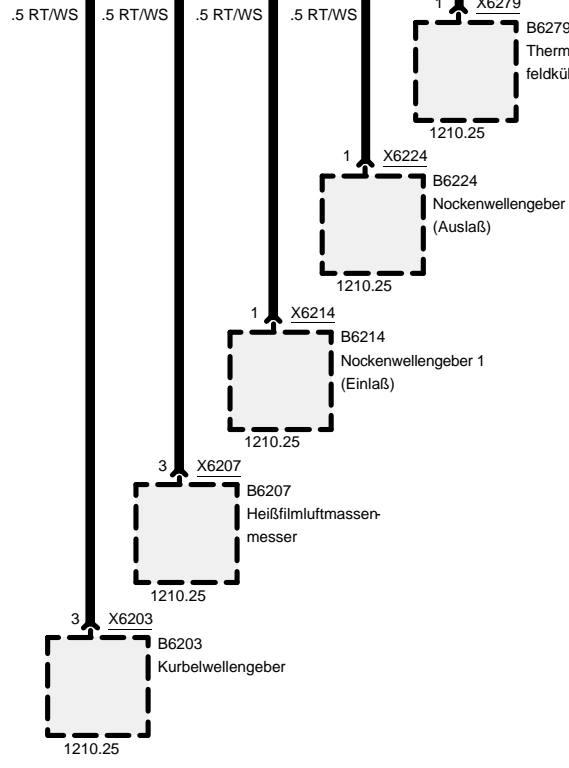 .5 RT/WS .5 RT/WS .5 RT/WS .5 RT/WS
1 X6279
B6279
feldkül
1210.25
1 X6224
B6224
Nockenwellengeber
(Auslaß)
1210.25
1 X6214
B6214
Nockenwellengeber 1
(Einlaß)
1210.25
3 X6207
B6207
Heißfilmluftmassen-
messer
1210.25
3 X6203
B6203
Kurbelwellengeber
1210.25